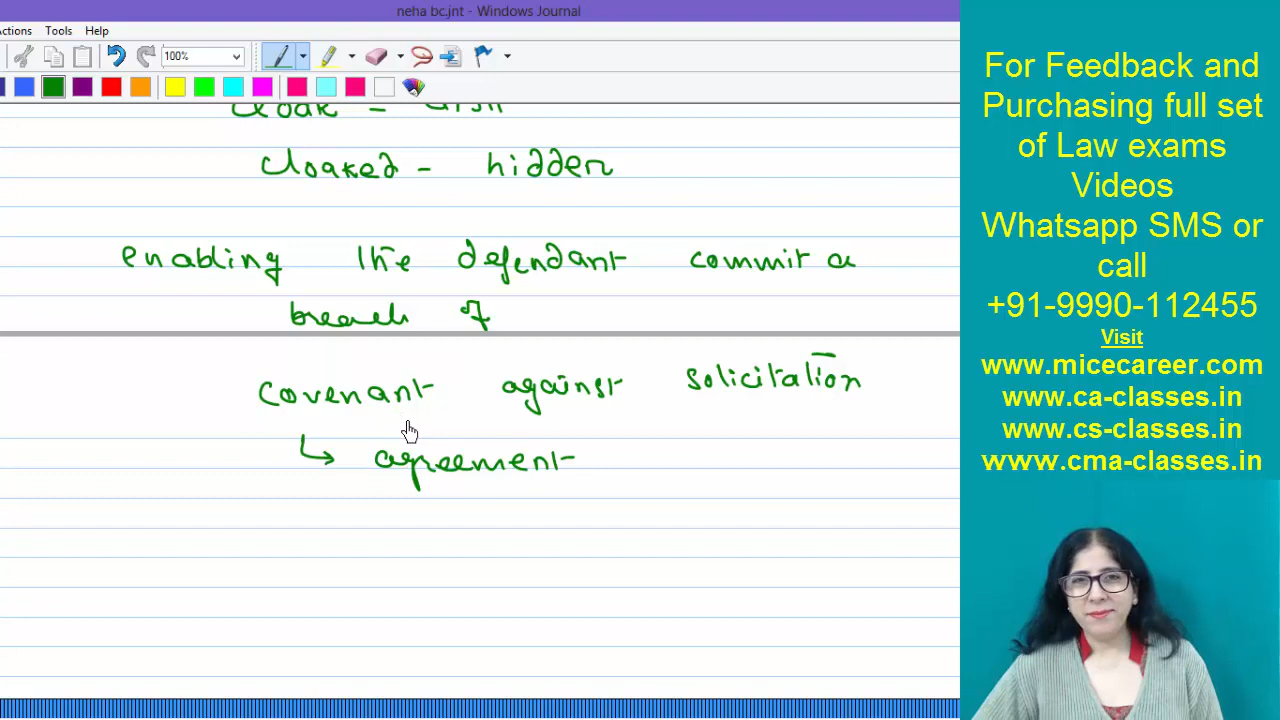 neha bc.jnt - Windows Journal
Actions Tools Help
100%
cloak =
cloaked - hidden
enabling the defendant commit a
breach of
covenant against solicitation
↳ agreement
For Feedback and
Purchasing full set
of Law exams
Videos
Whatsapp SMS or
call
+91-9990-112455
Visit
www.micecareer.com
www.ca-classes.in
www.cs-classes.in
www.cma-classes.in